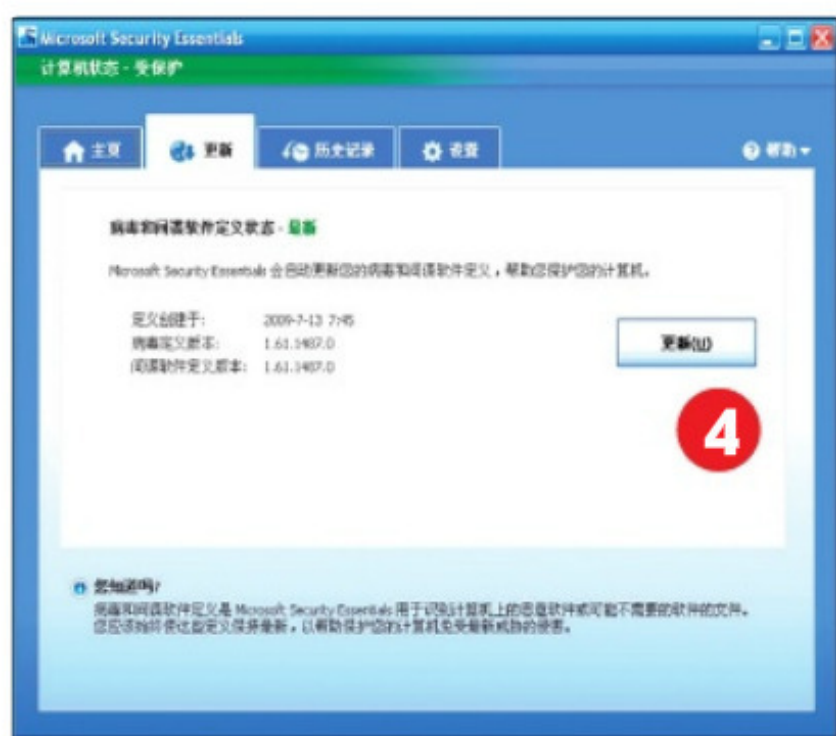 Microsoft Security Essentials
计算机状态 - 受保护
主页
更新
历史记录
设置
帮助
病毒和间谍软件定义状态 - 最新
Microsoft Security Essentials 会自动更新您的病毒和间谍软件定义，帮助您保护您的计算机。
定义创建于: 2009-7-13 7:45
病毒定义版本: 1.61.1487.0
间谍软件定义版本: 1.61.1487.0
更新(U)
4
您知道吗?
病毒和间谍软件定义是 Microsoft Security Essentials 用于识别计算机上的恶意软件或可能不需要的软件的文件。
您应该始终使这些定义保持最新，以帮助保护您的计算机免受最新威胁的侵害。